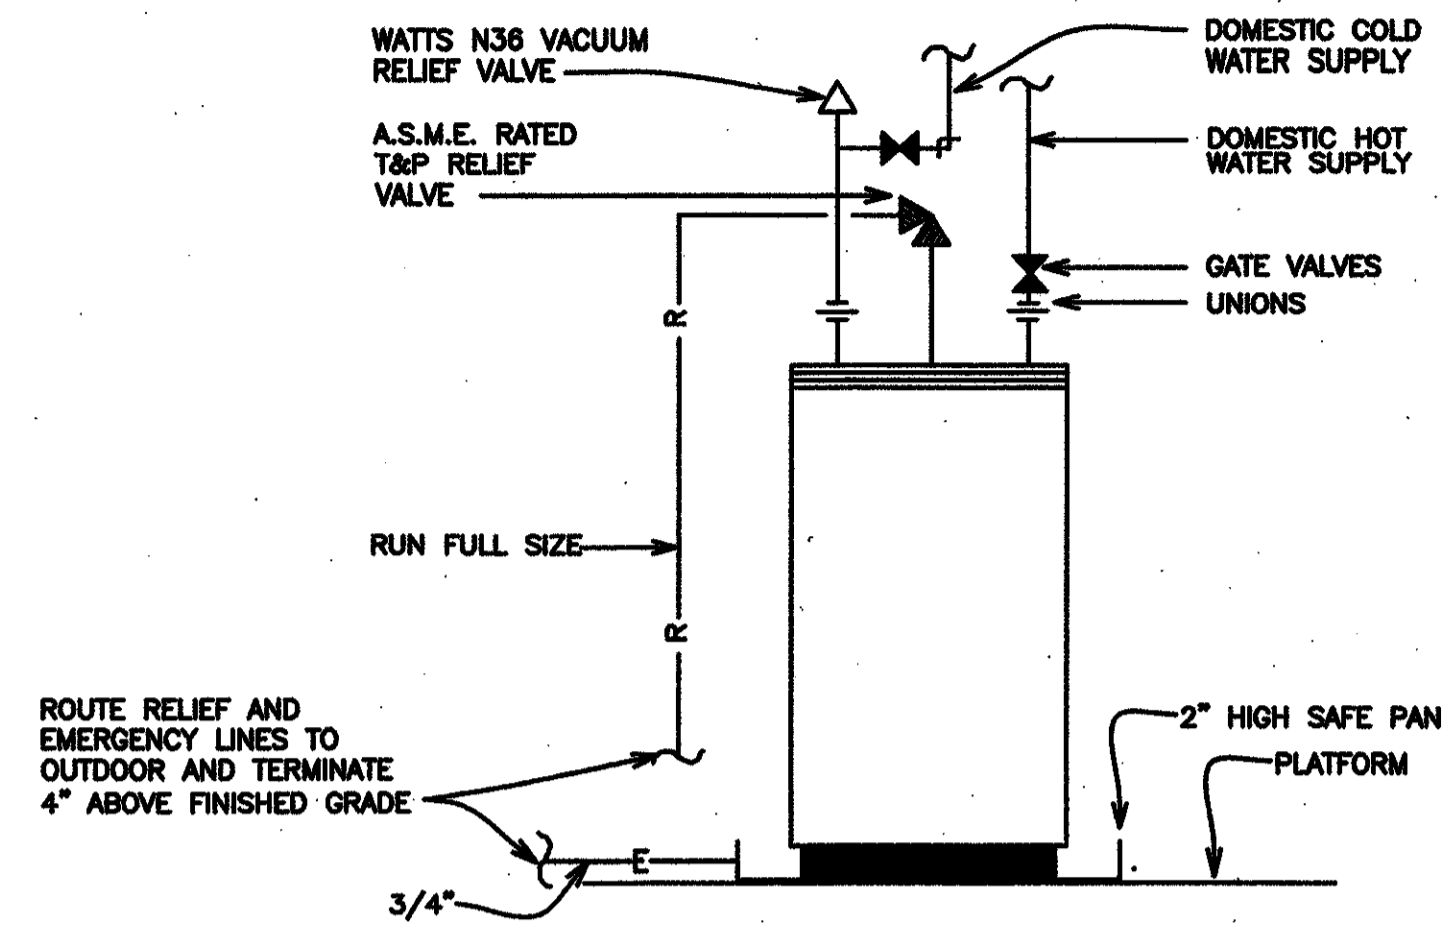 WATTS N36 VACUUM
RELIEF VALVE
A.S.M.E. RATED
T&P RELIEF
VALVE
DOMESTIC COLD
WATER SUPPLY
DOMESTIC HOT
WATER SUPPLY
GATE VALVES
UNIONS
R
RUN FULL SIZE
R
ROUTE RELIEF AND
EMERGENCY LINES TO
OUTDOOR AND TERMINATE
4" ABOVE FINISHED GRADE
2" HIGH SAFE PAN
PLATFORM
E
3/4"